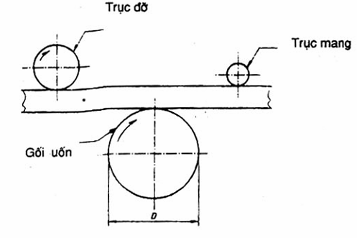 Trục đỡ
Trục mang
Gối uốn
D